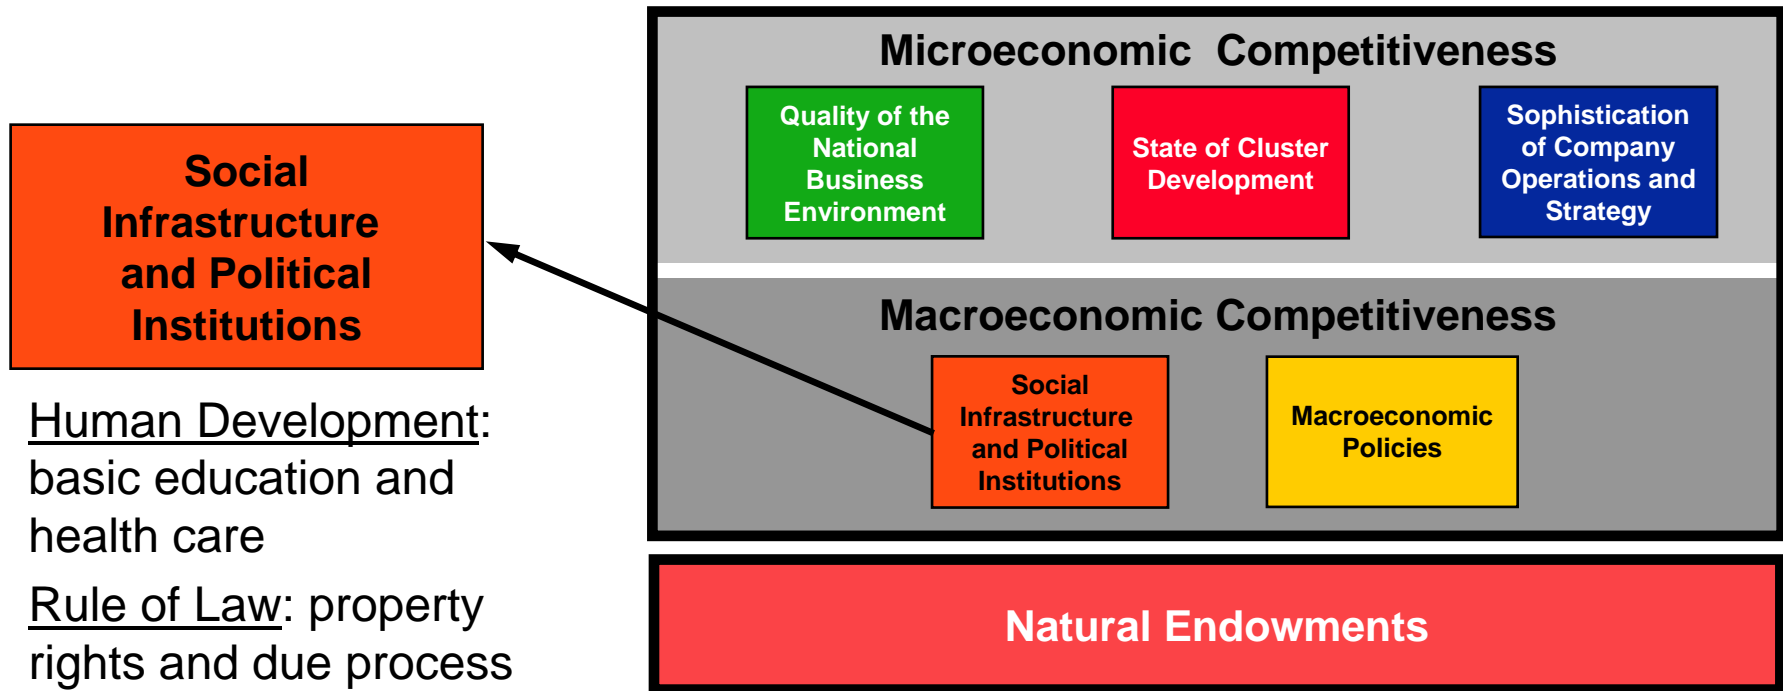 Social
Infrastructure
and Political
Institutions
Human Development:
basic education and
health care
Rule of Law: property
rights and due process
Microeconomic Competitiveness
Quality of the
National
Business
Environment
State of Cluster
Development
Sophistication
of Company
Operations and
Strategy
Macroeconomic Competitiveness
Social
Infrastructure
and Political
Institutions
Macroeconomic
Policies
Natural Endowments